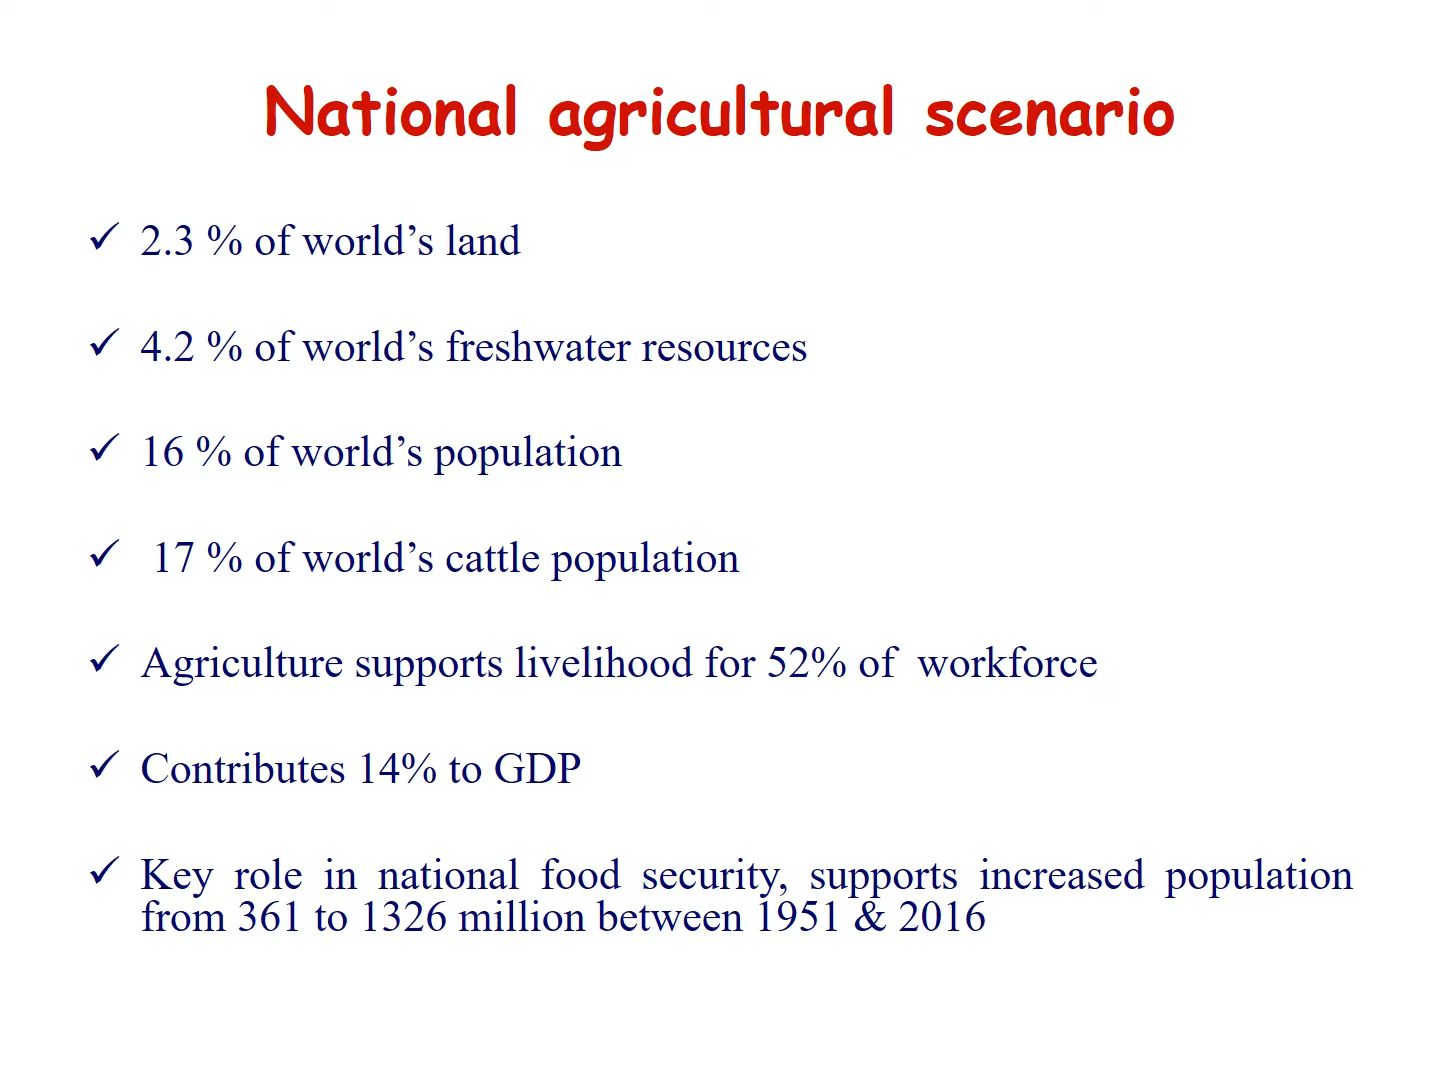 National agricultural scenario
✓ 2.3 % of world’s land
✓ 4.2 % of world’s freshwater resources
✓ 16 % of world’s population
✓ 17 % of world’s cattle population
✓ Agriculture supports livelihood for 52% of workforce
✓ Contributes 14% to GDP
✓ Key role in national food security, supports increased population
from 361 to 1326 million between 1951 & 2016